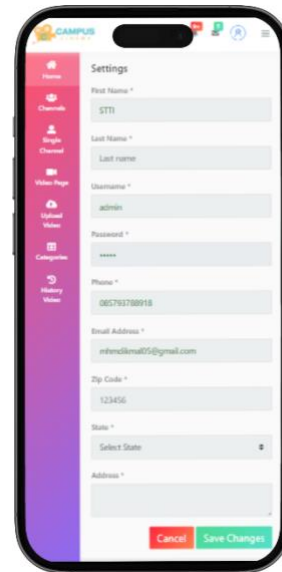 CAMPUS
Settings
Home
First Name *
STTI
Channels
Last Name *
Last name
Single
Channel
Username *
admin
Video Page
Password *
•••••
Upload
Video
Phone *
085793788918
Categories
Email Address *
mhmdikmal05@gmail.com
History
Video
Zip Code *
123456
State *
Select State
Address *
Cancel
Save Changes